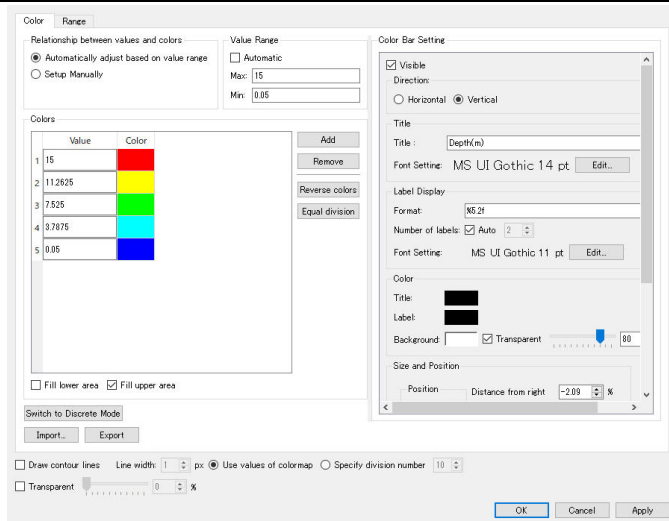 Color Range
Relationship between values and colors
Automatically adjust based on value range
Setup Manually
Value Range
Automatic
Max: 15
Min: 0.05
Colors
Value Color
1 15
2 11.2625
3 7.525
4 3.7875
5 0.05
Add
Remove
Reverse colors
Equal division
Fill lower area Fill upper area
Switch to Discrete Mode
Import... Export
Color Bar Setting
Visible
Direction:
Horizontal Vertical
Title
Title : Depth(m)
Font Setting: MS UI Gothic 14 pt Edit...
Label Display
Format: %5.2f
Number of labels: Auto 2
Font Setting: MS UI Gothic 11 pt Edit...
Color
Title:
Label:
Background: Transparent 80
Size and Position
Position Distance from right -2.09 %
Draw contour lines Line width: 1 px Use values of colormap Specify division number 10
Transparent 0 %
OK Cancel Apply